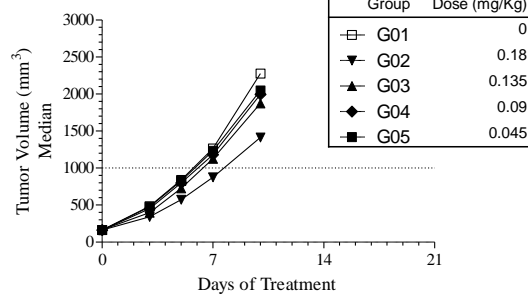 Group Dose (mg/Kg)
G01 0
G02 0.18
G03 0.135
G04 0.09
G05 0.045
3000
2500
2000
1500
1000
500
0
Tumor Volume (mm³)
Median
0 7 14 21
Days of Treatment